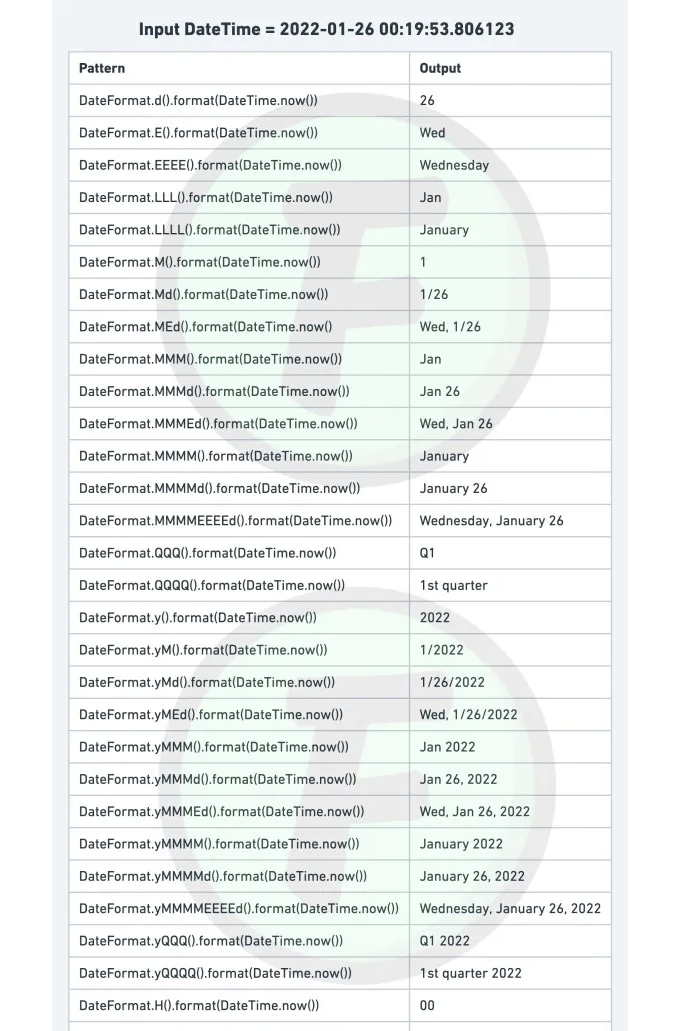 Input DateTime = 2022-01-26 00:19:53.806123
Pattern Output
DateFormat.d().format(DateTime.now()) 26
DateFormat.E().format(DateTime.now()) Wed
DateFormat.EEEE().format(DateTime.now()) Wednesday
DateFormat.LLL().format(DateTime.now()) Jan
DateFormat.LLLL().format(DateTime.now()) January
DateFormat.M().format(DateTime.now()) 1
DateFormat.Md().format(DateTime.now()) 1/26
DateFormat.MEd().format(DateTime.now() Wed, 1/26
DateFormat.MMM().format(DateTime.now()) Jan
DateFormat.MMMd().format(DateTime.now()) Jan 26
DateFormat.MMMEd().format(DateTime.now()) Wed, Jan 26
DateFormat.MMMM().format(DateTime.now()) January
DateFormat.MMMMd().format(DateTime.now()) January 26
DateFormat.MMMMEEEEd().format(DateTime.now()) Wednesday, January 26
DateFormat.QQQ().format(DateTime.now()) Q1
DateFormat.QQQQ().format(DateTime.now()) 1st quarter
DateFormat.y().format(DateTime.now()) 2022
DateFormat.yM().format(DateTime.now()) 1/2022
DateFormat.yMd().format(DateTime.now()) 1/26/2022
DateFormat.yMEd().format(DateTime.now()) Wed, 1/26/2022
DateFormat.yMMM().format(DateTime.now()) Jan 2022
DateFormat.yMMMd().format(DateTime.now()) Jan 26, 2022
DateFormat.yMMMEd().format(DateTime.now()) Wed, Jan 26, 2022
DateFormat.yMMMM().format(DateTime.now()) January 2022
DateFormat.yMMMMd().format(DateTime.now()) January 26, 2022
DateFormat.yMMMMEEEEd().format(DateTime.now()) Wednesday, January 26, 2022
DateFormat.yQQQ().format(DateTime.now()) Q1 2022
DateFormat.yQQQQ().format(DateTime.now()) 1st quarter 2022
DateFormat.H().format(DateTime.now()) 00